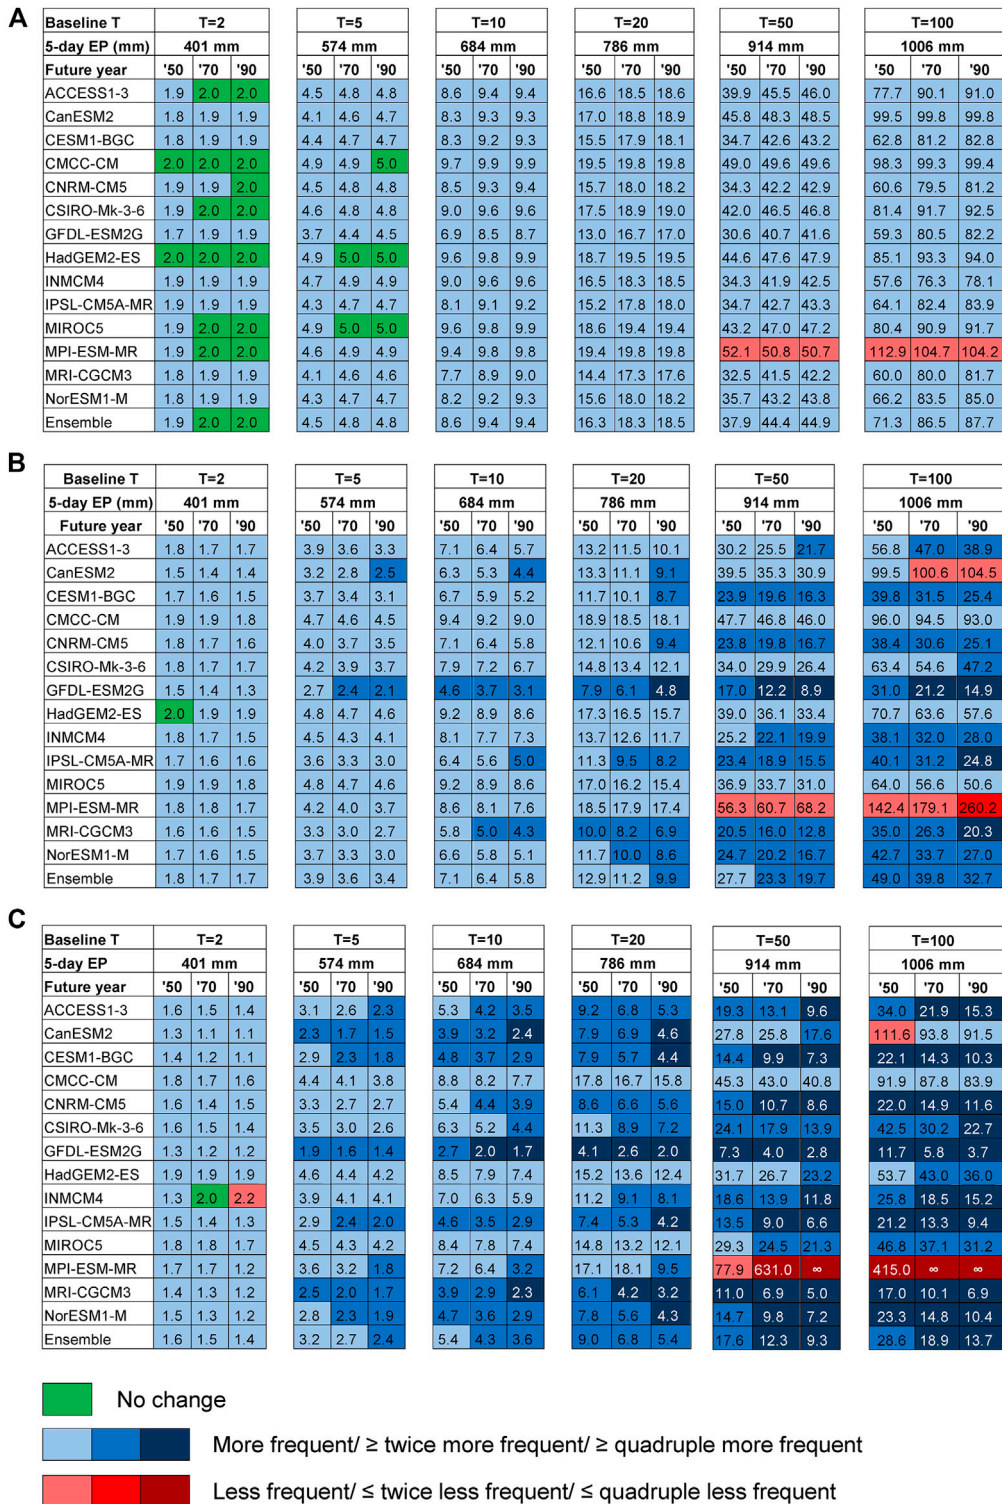 A
Baseline T T=2 T=5 T=10 T=20 T=50 T=100
5-day EP (mm) 401 mm 574 mm 684 mm 786 mm 914 mm 1006 mm
Future year '50 '70 '90 '50 '70 '90 '50 '70 '90 '50 '70 '90 '50 '70 '90 '50 '70 '90
ACCESS1-3 1.9 2.0 2.0 4.5 4.8 4.8 8.6 9.4 9.4 16.6 18.5 18.6 39.9 45.5 46.0 77.7 90.1 91.0
CanESM2 1.8 1.9 1.9 4.1 4.6 4.7 8.3 9.3 9.3 17.0 18.8 18.9 45.8 48.3 48.5 99.5 99.8 99.8
CESM1-BGC 1.8 1.9 1.9 4.4 4.7 4.7 8.3 9.2 9.3 15.5 17.9 18.1 34.7 42.6 43.2 62.8 81.2 82.8
CMCC-CM 2.0 2.0 2.0 4.9 4.9 5.0 9.7 9.9 9.9 19.5 19.8 19.8 49.0 49.6 49.6 98.3 99.3 99.4
CNRM-CM5 1.9 1.9 2.0 4.5 4.8 4.8 8.5 9.3 9.4 15.7 18.0 18.2 34.3 42.2 42.9 60.6 79.5 81.2
CSIRO-Mk-3-6 1.9 2.0 2.0 4.6 4.8 4.8 9.0 9.6 9.6 17.5 18.9 19.0 42.0 46.5 46.8 81.4 91.7 92.5
GFDL-ESM2G 1.7 1.9 1.9 3.7 4.4 4.5 6.9 8.5 8.7 13.0 16.7 17.0 30.6 40.7 41.6 59.3 80.5 82.2
HadGEM2-ES 2.0 2.0 2.0 4.9 5.0 5.0 9.6 9.8 9.9 18.7 19.5 19.5 44.6 47.6 47.9 85.1 93.3 94.0
INMCM4 1.9 1.9 1.9 4.7 4.9 4.9 8.9 9.5 9.6 16.5 18.3 18.5 34.3 41.9 42.5 57.6 76.3 78.1
IPSL-CM5A-MR 1.9 1.9 1.9 4.3 4.7 4.7 8.1 9.1 9.2 15.2 17.8 18.0 34.7 42.7 43.3 64.1 82.4 83.9
MIROC5 1.9 2.0 2.0 4.9 5.0 5.0 9.6 9.8 9.9 18.6 19.4 19.4 43.2 47.0 47.2 80.4 90.9 91.7
MPI-ESM-MR 1.9 2.0 2.0 4.6 4.9 4.9 9.4 9.8 9.8 19.4 19.8 19.8 52.1 50.8 50.7 112.9 104.7 104.2
MRI-CGCM3 1.8 1.9 1.9 4.1 4.6 4.6 7.7 8.9 9.0 14.4 17.3 17.6 32.5 41.5 42.2 60.0 80.0 81.7
NorESM1-M 1.8 1.9 1.9 4.3 4.7 4.7 8.2 9.2 9.3 15.6 18.0 18.2 35.7 43.2 43.8 66.2 83.5 85.0
Ensemble 1.9 2.0 2.0 4.5 4.8 4.8 8.6 9.4 9.4 16.3 18.3 18.5 37.9 44.4 44.9 71.3 86.5 87.7
B
Baseline T T=2 T=5 T=10 T=20 T=50 T=100
5-day EP (mm) 401 mm 574 mm 684 mm 786 mm 914 mm 1006 mm
Future year '50 '70 '90 '50 '70 '90 '50 '70 '90 '50 '70 '90 '50 '70 '90 '50 '70 '90
ACCESS1-3 1.8 1.7 1.7 3.9 3.6 3.3 7.1 6.4 5.7 13.2 11.5 10.1 30.2 25.5 21.7 56.8 47.0 38.9
CanESM2 1.5 1.4 1.4 3.2 2.8 2.5 6.3 5.3 4.4 13.3 11.1 9.1 39.5 35.3 30.9 99.5 100.6 104.5
CESM1-BGC 1.7 1.6 1.5 3.7 3.4 3.1 6.7 5.9 5.2 11.7 10.1 8.7 23.9 19.6 16.3 39.8 31.5 25.4
CMCC-CM 1.9 1.9 1.8 4.7 4.6 4.5 9.4 9.2 9.0 18.9 18.5 18.1 47.7 46.8 46.0 96.0 94.5 93.0
CNRM-CM5 1.8 1.7 1.6 4.0 3.7 3.5 7.1 6.4 5.8 12.1 10.6 9.4 23.8 19.8 16.7 38.4 30.6 25.1
CSIRO-Mk-3-6 1.8 1.7 1.7 4.2 3.9 3.7 7.9 7.2 6.7 14.8 13.4 12.1 34.0 29.9 26.4 63.4 54.6 47.2
GFDL-ESM2G 1.5 1.4 1.3 2.7 2.4 2.1 4.6 3.7 3.1 7.9 6.1 4.8 17.0 12.2 8.9 31.0 21.2 14.9
HadGEM2-ES 2.0 1.9 1.9 4.8 4.7 4.6 9.2 8.9 8.6 17.3 16.5 15.7 39.0 36.1 33.4 70.7 63.6 57.6
INMCM4 1.8 1.7 1.5 4.5 4.3 4.1 8.1 7.7 7.3 13.7 12.6 11.7 25.2 22.1 19.9 38.1 32.0 28.0
IPSL-CM5A-MR 1.7 1.6 1.6 3.6 3.3 3.0 6.4 5.6 5.0 11.3 9.5 8.2 23.4 18.9 15.5 40.1 31.2 24.8
MIROC5 1.9 1.9 1.8 4.8 4.7 4.6 9.2 8.9 8.6 17.0 16.2 15.4 36.9 33.7 31.0 64.0 56.6 50.6
MPI-ESM-MR 1.8 1.8 1.7 4.2 4.0 3.7 8.6 8.1 7.6 18.5 17.9 17.4 56.3 60.7 68.2 142.4 179.1 260.2
MRI-CGCM3 1.6 1.6 1.5 3.3 3.0 2.7 5.8 5.0 4.3 10.0 8.2 6.9 20.5 16.0 12.8 35.0 26.3 20.3
NorESM1-M 1.7 1.6 1.5 3.7 3.3 3.0 6.6 5.8 5.1 11.7 10.0 8.6 24.7 20.2 16.7 42.7 33.7 27.0
Ensemble 1.8 1.7 1.7 3.9 3.6 3.4 7.1 6.4 5.8 12.9 11.2 9.9 27.7 23.3 19.7 49.0 39.8 32.7
C
Baseline T T=2 T=5 T=10 T=20 T=50 T=100
5-day EP 401 mm 574 mm 684 mm 786 mm 914 mm 1006 mm
Future year '50 '70 '90 '50 '70 '90 '50 '70 '90 '50 '70 '90 '50 '70 '90 '50 '70 '90
ACCESS1-3 1.6 1.5 1.4 3.1 2.6 2.3 5.3 4.2 3.5 9.2 6.8 5.3 19.3 13.1 9.6 34.0 21.9 15.3
CanESM2 1.3 1.1 1.1 2.3 1.7 1.5 3.9 3.2 2.4 7.9 6.9 4.6 27.8 25.8 17.6 111.6 93.8 91.5
CESM1-BGC 1.4 1.2 1.1 2.9 2.3 1.8 4.8 3.7 2.9 7.9 5.7 4.4 14.4 9.9 7.3 22.1 14.3 10.3
CMCC-CM 1.8 1.7 1.6 4.4 4.1 3.8 8.8 8.2 7.7 17.8 16.7 15.8 45.3 43.0 40.8 91.9 87.8 83.9
CNRM-CM5 1.6 1.4 1.5 3.3 2.7 2.7 5.4 4.4 3.9 8.6 6.6 5.6 15.0 10.7 8.6 22.0 14.9 11.6
CSIRO-Mk-3-6 1.6 1.5 1.4 3.5 3.0 2.6 6.3 5.2 4.4 11.3 8.9 7.2 24.1 17.9 13.9 42.5 30.2 22.7
GFDL-ESM2G 1.3 1.2 1.2 1.9 1.6 1.4 2.7 2.0 1.7 4.1 2.6 2.0 7.3 4.0 2.8 11.7 5.8 3.7
HadGEM2-ES 1.9 1.9 1.9 4.6 4.4 4.2 8.5 7.9 7.4 15.2 13.6 12.4 31.7 26.7 23.2 53.7 43.0 36.0
INMCM4 1.3 2.0 2.2 3.9 4.1 4.1 7.0 6.3 5.9 11.2 9.1 8.1 18.6 13.9 11.8 25.8 18.5 15.2
IPSL-CM5A-MR 1.5 1.4 1.3 2.9 2.4 2.0 4.6 3.5 2.9 7.4 5.3 4.2 13.5 9.0 6.6 21.2 13.3 9.4
MIROC5 1.8 1.8 1.7 4.5 4.3 4.2 8.4 7.8 7.4 14.8 13.2 12.1 29.3 24.5 21.3 46.8 37.1 31.2
MPI-ESM-MR 1.7 1.7 1.2 3.6 3.2 1.8 7.2 6.4 3.2 17.1 18.1 9.5 77.9 631.0 ∞ 415.0 ∞ ∞
MRI-CGCM3 1.4 1.3 1.2 2.5 2.0 1.7 3.9 2.9 2.3 6.1 4.2 3.2 11.0 6.9 5.0 17.0 10.1 6.9
NorESM1-M 1.5 1.3 1.2 2.8 2.3 1.9 4.7 3.6 2.9 7.8 5.6 4.3 14.7 9.8 7.2 23.3 14.8 10.4
Ensemble 1.6 1.5 1.4 3.2 2.7 2.4 5.4 4.3 3.6 9.0 6.8 5.4 17.6 12.3 9.3 28.6 18.9 13.7
No change
More frequent/ ≥ twice more frequent/ ≥ quadruple more frequent
Less frequent/ ≤ twice less frequent/ ≤ quadruple less frequent